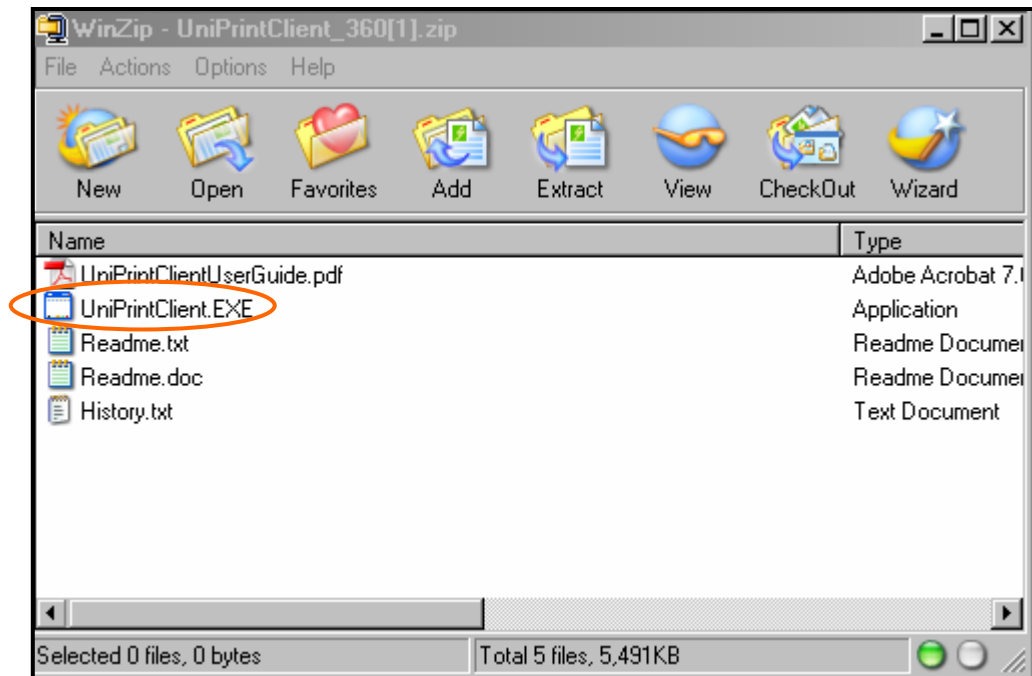 WinZip - UniPrintClient_360[1].zip
File Actions Options Help
New Open Favorites Add Extract View CheckOut Wizard
Name Type
UniPrintClientUserGuide.pdf Adobe Acrobat 7.
UniPrintClient.EXE Application
Readme.txt Readme Documen
Readme.doc Readme Documen
History.txt Text Document
Selected 0 files, 0 bytes Total 5 files, 5,491KB